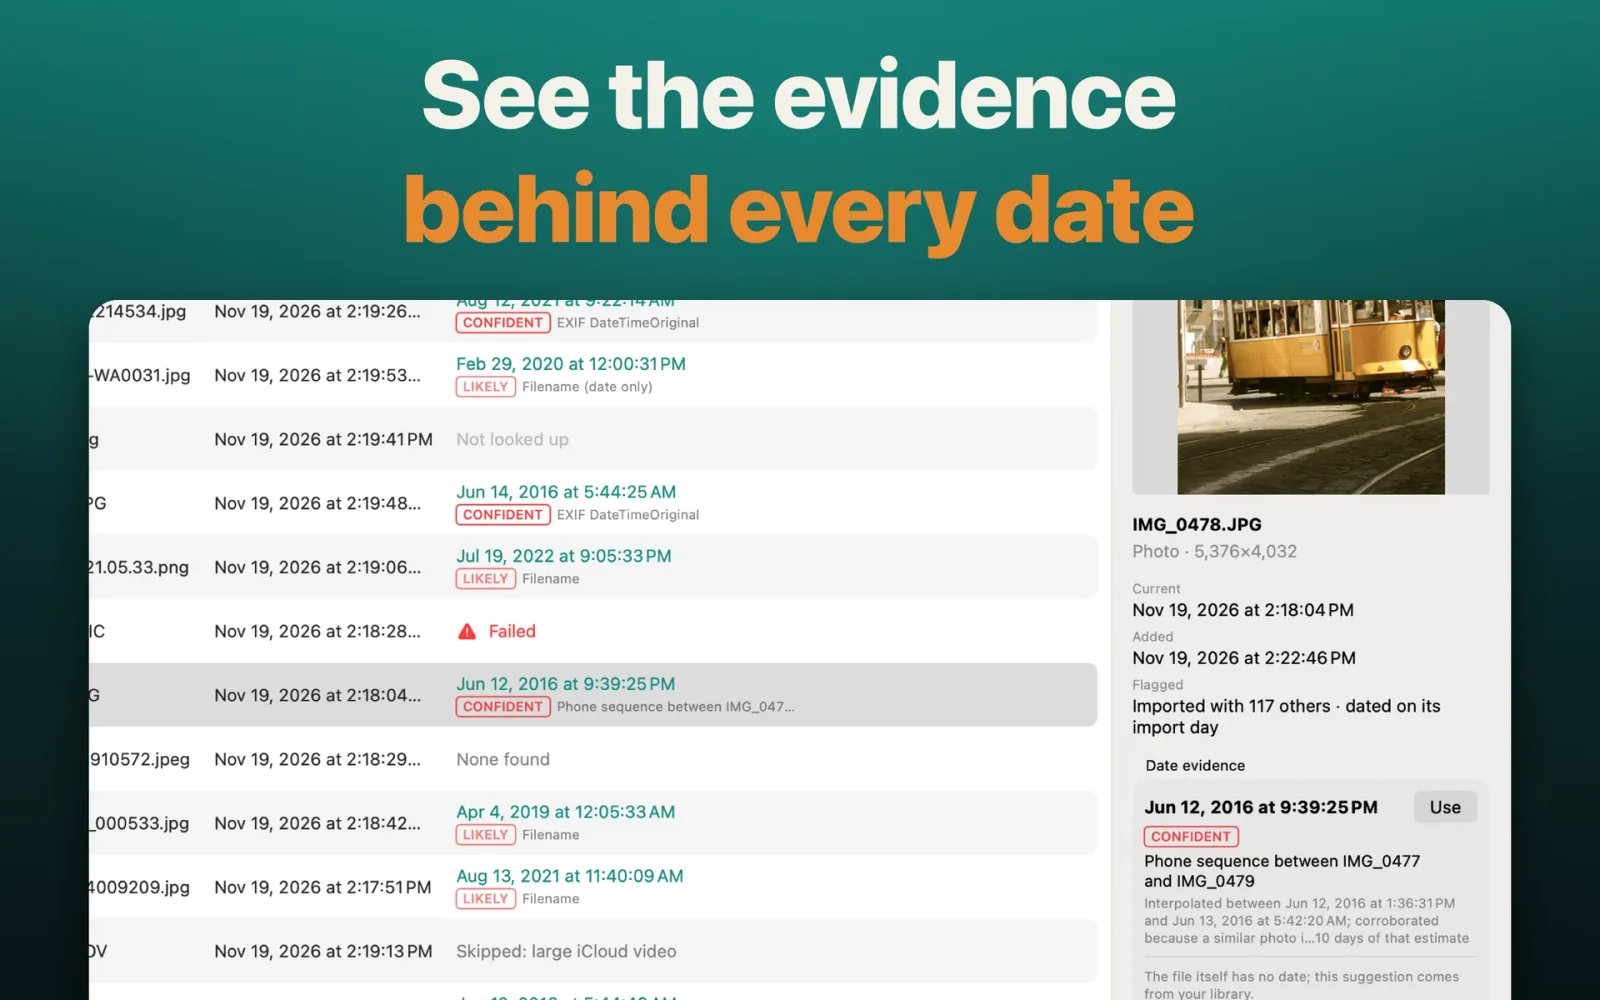 See the evidence
behind every date
2214534.jpg Nov 19, 2026 at 2:19:26... Aug 12, 2021 at 9:22:14 AM
CONFIDENT EXIF DateTimeOriginal
-WA0031.jpg Nov 19, 2026 at 2:19:53... Feb 29, 2020 at 12:00:31 PM
LIKELY Filename (date only)
g Nov 19, 2026 at 2:19:41 PM Not looked up
PG Nov 19, 2026 at 2:19:48... Jun 14, 2016 at 5:44:25 AM
CONFIDENT EXIF DateTimeOriginal
21.05.33.png Nov 19, 2026 at 2:19:06... Jul 19, 2022 at 9:05:33 PM
LIKELY Filename
IC Nov 19, 2026 at 2:18:28... Failed
G Nov 19, 2026 at 2:18:04... Jun 12, 2016 at 9:39:25 PM
CONFIDENT Phone sequence between IMG_047...
910572.jpeg Nov 19, 2026 at 2:18:29... None found
_000533.jpg Nov 19, 2026 at 2:18:42... Apr 4, 2019 at 12:05:33 AM
LIKELY Filename
4009209.jpg Nov 19, 2026 at 2:17:51 PM Aug 13, 2021 at 11:40:09 AM
LIKELY Filename
OV Nov 19, 2026 at 2:19:13 PM Skipped: large iCloud video
IMG_0478.JPG
Photo · 5,376×4,032
Current
Nov 19, 2026 at 2:18:04 PM
Added
Nov 19, 2026 at 2:22:46 PM
Flagged
Imported with 117 others · dated on its
import day
Date evidence
Jun 12, 2016 at 9:39:25 PM Use
CONFIDENT
Phone sequence between IMG_0477
and IMG_0479
Interpolated between Jun 12, 2016 at 1:36:31 PM
and Jun 13, 2016 at 5:42:20 AM; corroborated
because a similar photo i...10 days of that estimate
The file itself has no date; this suggestion comes
from your library.